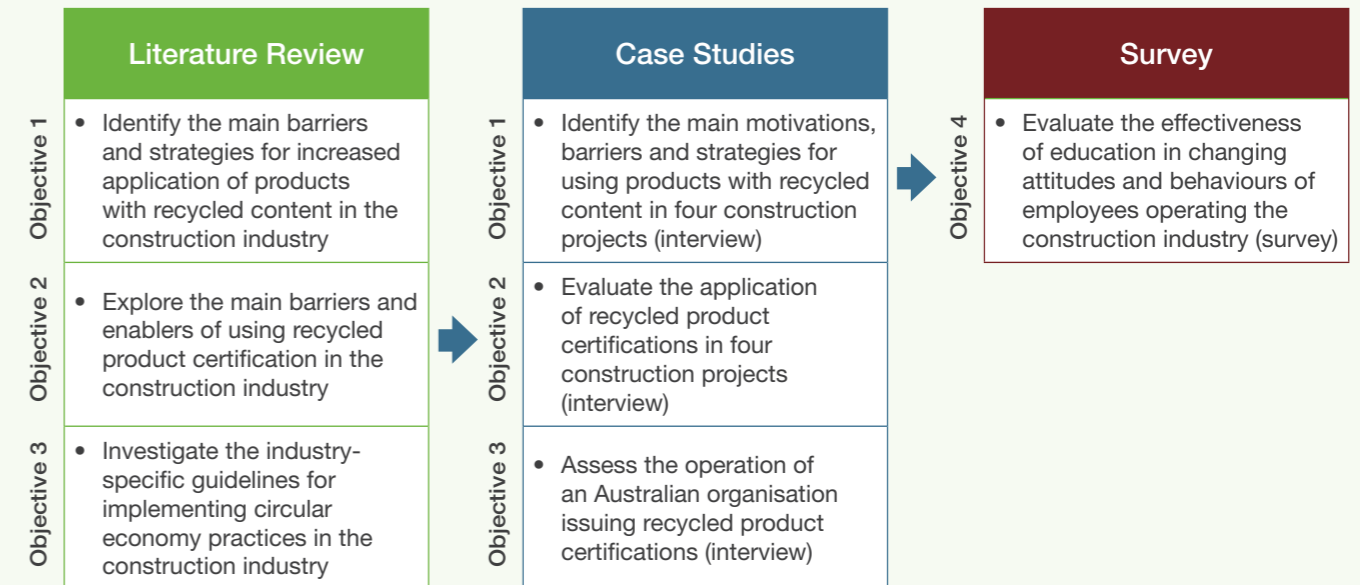 Literature Review
Objective 1
• Identify the main barriers
and strategies for increased
application of products
with recycled content in the
construction industry
Objective 2
• Explore the main barriers and
enablers of using recycled
product certification in the
construction industry
Objective 3
• Investigate the industry-
specific guidelines for
implementing circular
economy practices in the
construction industry
Case Studies
Objective 1
• Identify the main motivations,
barriers and strategies for
using products with recycled
content in four construction
projects (interview)
Objective 2
• Evaluate the application
of recycled product
certifications in four
construction projects
(interview)
Objective 3
• Assess the operation of
an Australian organisation
issuing recycled product
certifications (interview)
Survey
Objective 4
• Evaluate the effectiveness
of education in changing
attitudes and behaviours of
employees operating the
construction industry (survey)